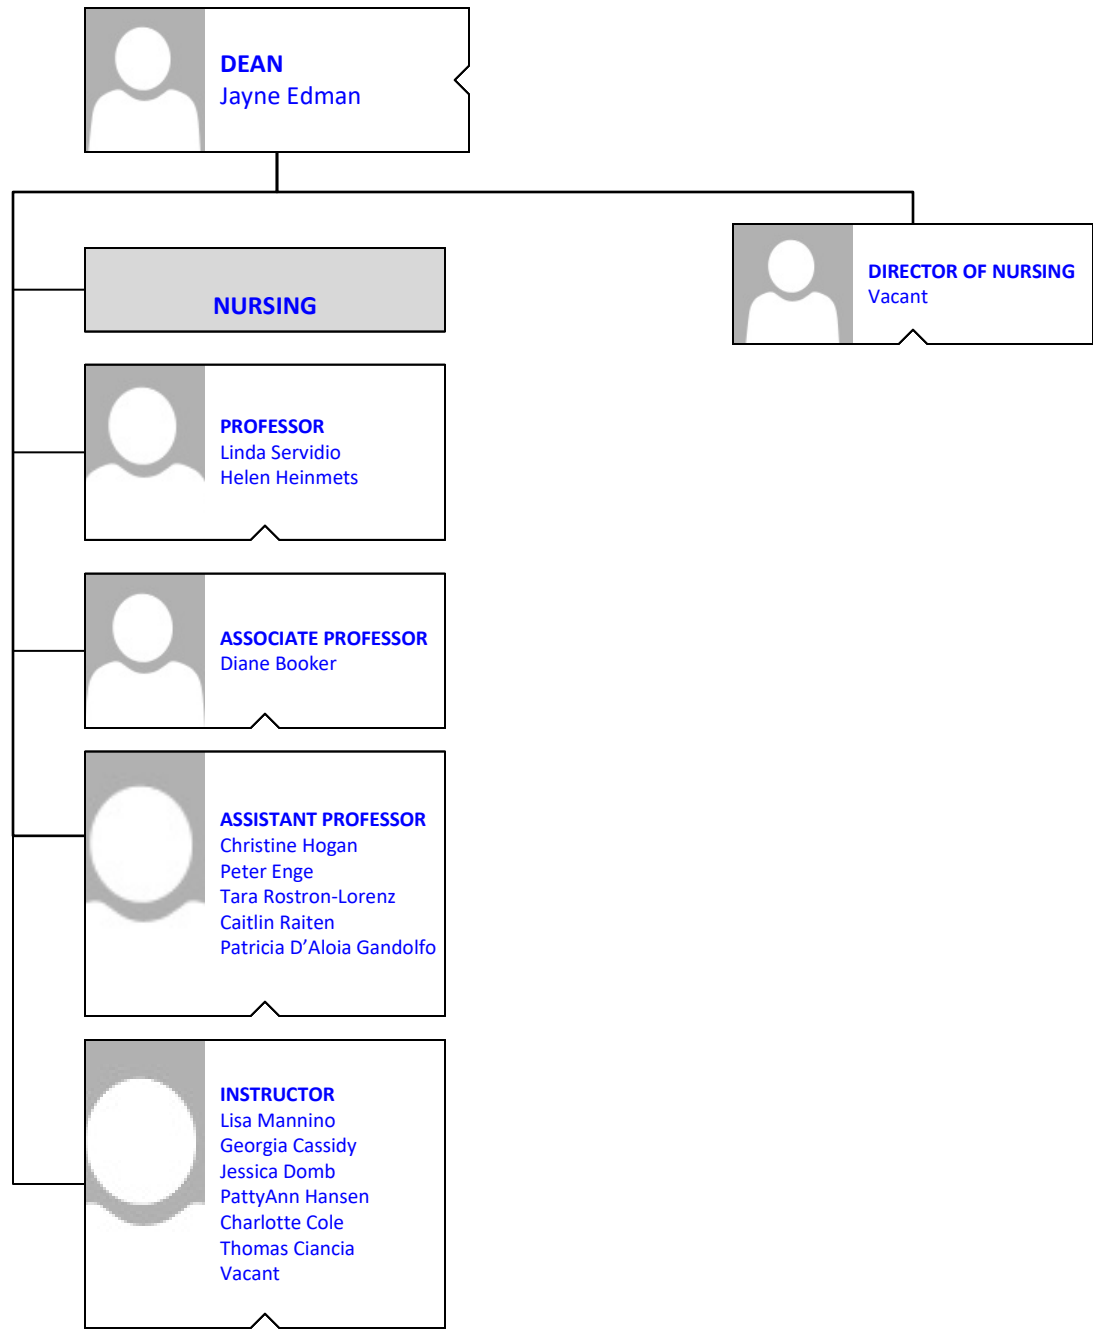 DEAN
Jayne Edman
DIRECTOR OF NURSING
Vacant
NURSING
PROFESSOR
Linda Servidio
Helen Heinmets
ASSOCIATE PROFESSOR
Diane Booker
ASSISTANT PROFESSOR
Christine Hogan
Peter Enge
Tara Rostron-Lorenz
Caitlin Raiten
Patricia D’Aloia Gandolfo
INSTRUCTOR
Lisa Mannino
Georgia Cassidy
Jessica Domb
PattyAnn Hansen
Charlotte Cole
Thomas Ciancia
Vacant